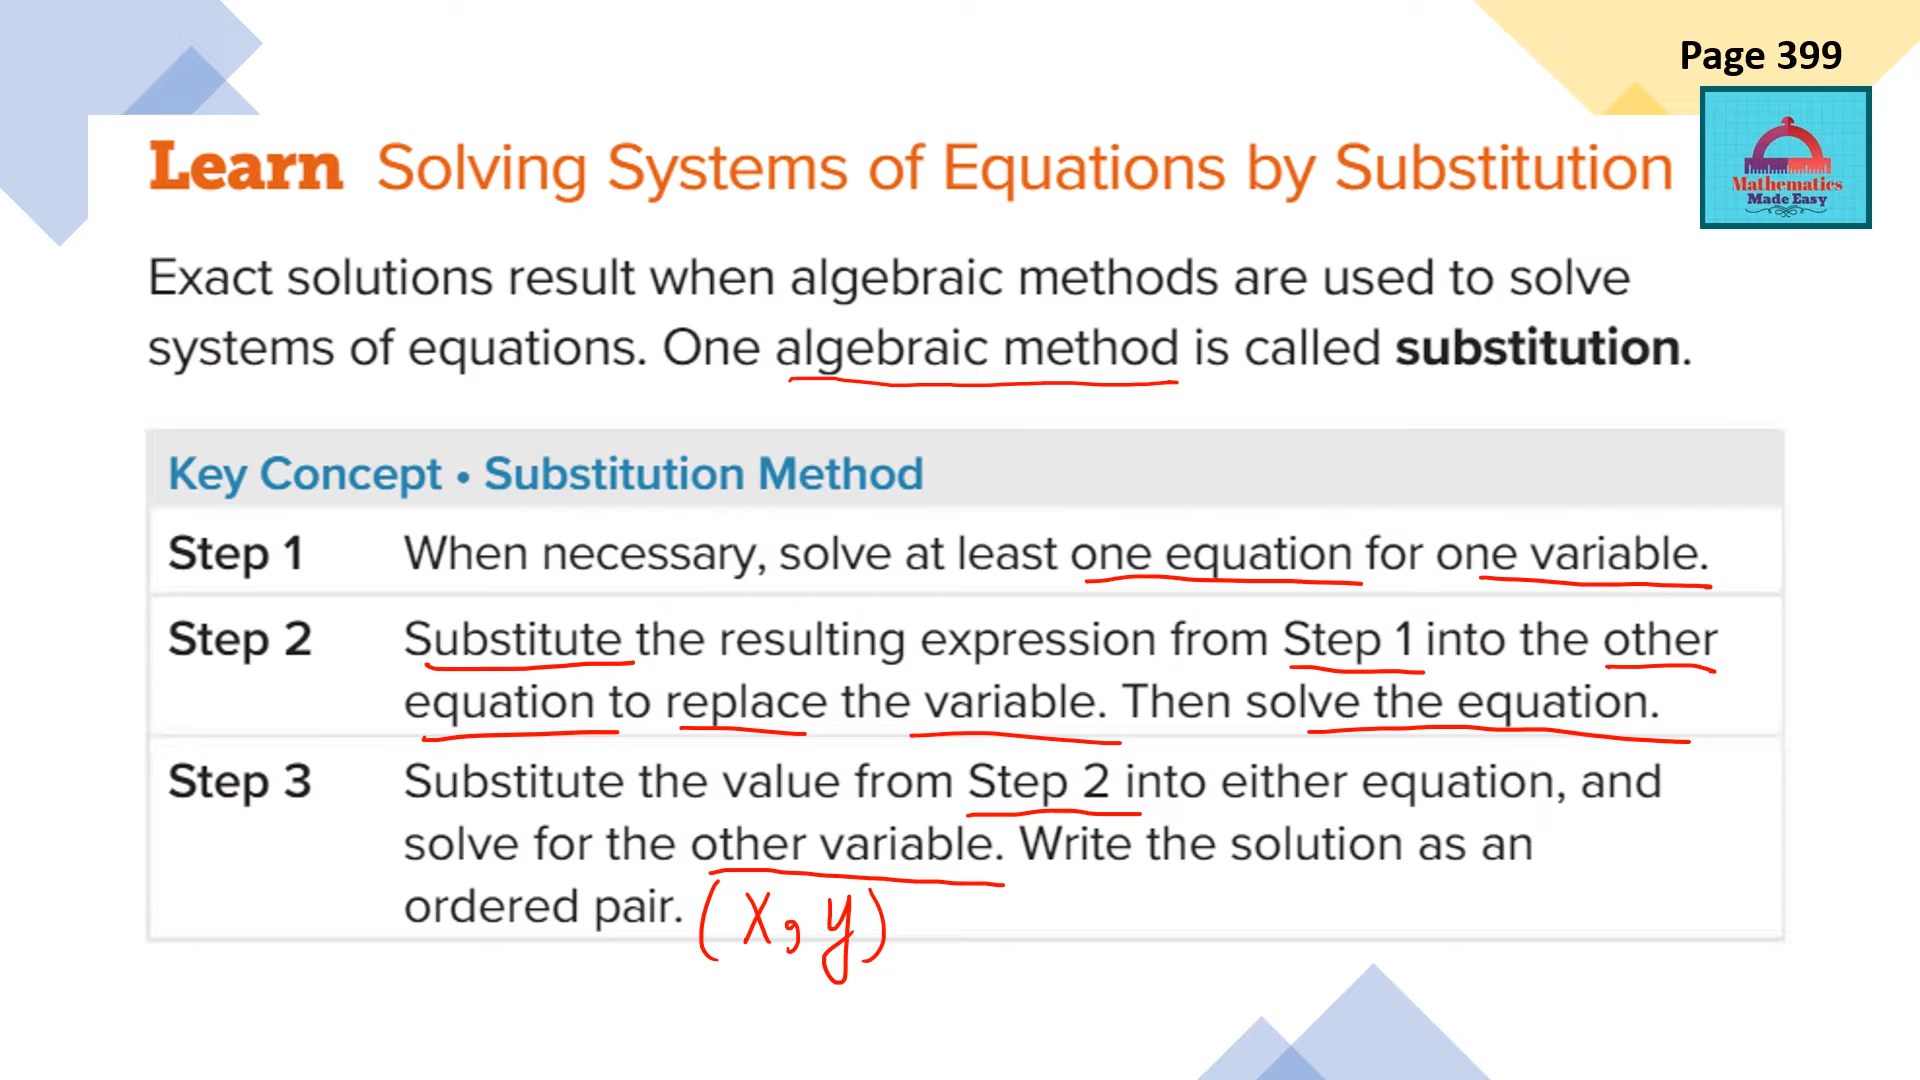 Page 399
Learn Solving Systems of Equations by Substitution
Mathematics
Made Easy
Exact solutions result when algebraic methods are used to solve
systems of equations. One algebraic method is called substitution.
Key Concept • Substitution Method
Step 1 When necessary, solve at least one equation for one variable.
Step 2 Substitute the resulting expression from Step 1 into the other
equation to replace the variable. Then solve the equation.
Step 3 Substitute the value from Step 2 into either equation, and
solve for the other variable. Write the solution as an
ordered pair. (x, y)